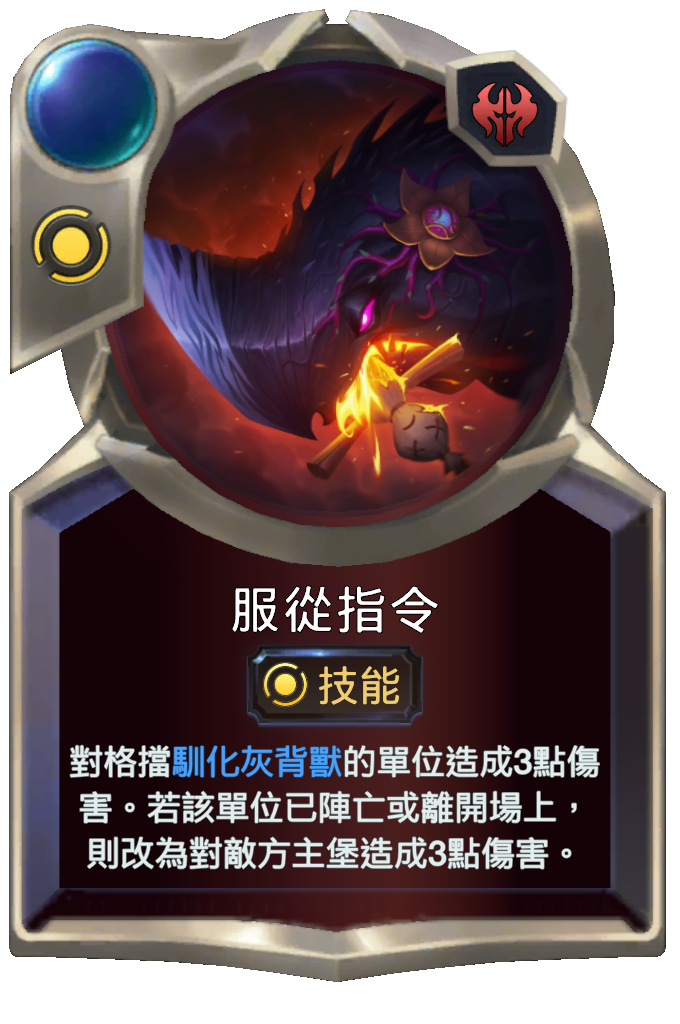 服從指令
技能
對格擋馴化灰背獸的單位造成3點傷
害。若該單位已陣亡或離開場上，
則改為對敵方主堡造成3點傷害。